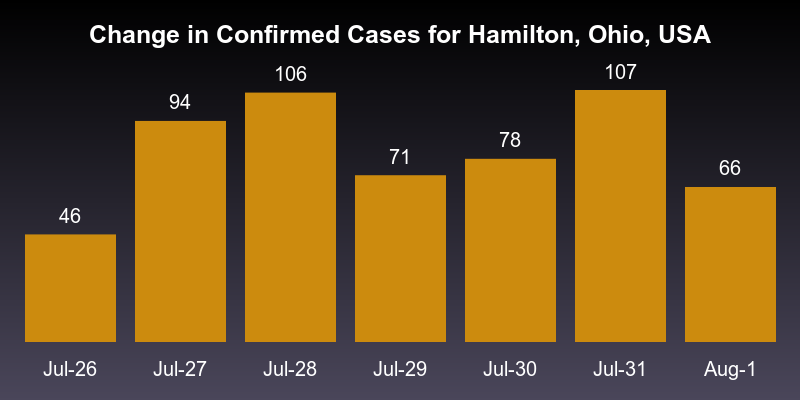 Change in Confirmed Cases for Hamilton, Ohio, USA
46
94
106
71
78
107
66
Jul-26
Jul-27
Jul-28
Jul-29
Jul-30
Jul-31
Aug-1